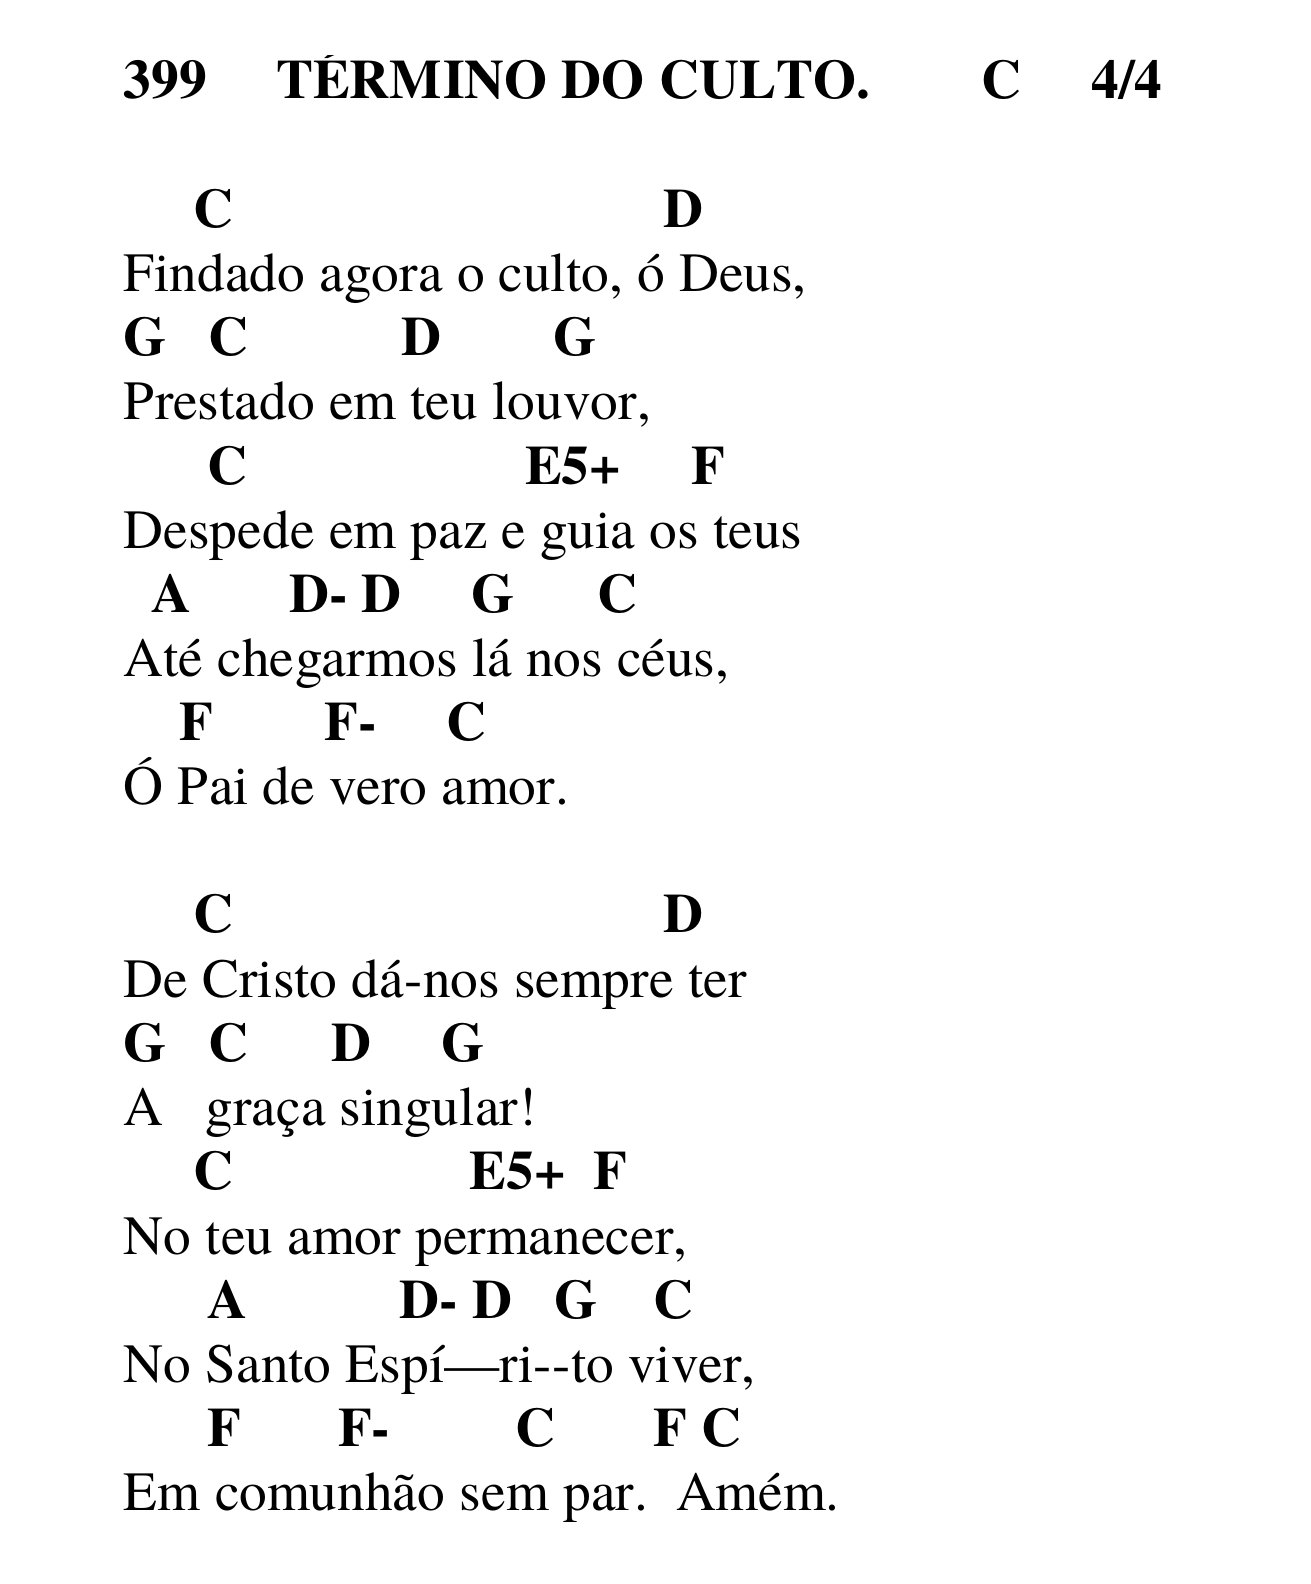 399 TÉRMINO DO CULTO. C 4/4
C D
Findado agora o culto, ó Deus,
G C D G
Prestado em teu louvor,
C E5+ F
Despede em paz e guia os teus
A D- D G C
Até chegarmos lá nos céus,
F F- C
Ó Pai de vero amor.
C D
De Cristo dá-nos sempre ter
G C D G
A graça singular!
C E5+ F
No teu amor permanecer,
A D- D G C
No Santo Espí—ri--to viver,
F F- C F C
Em comunhão sem par. Amém.